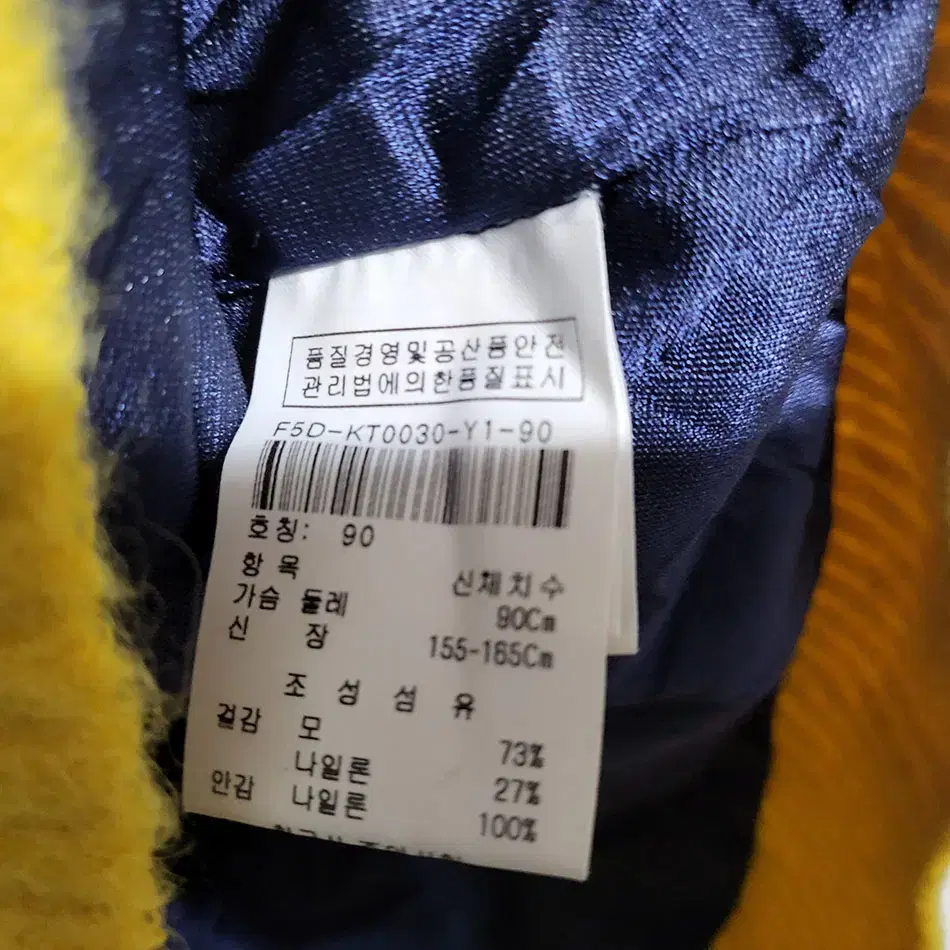 품질경영및공산품안전
관리법에의한품질표시
F5D-KT0030-Y1-90
호칭: 90
항목 신체치수
가슴 둘레 90Cm
신 장 155-165Cm
조 성 섬 유
겉감 모 73%
나일론 27%
안감 나일론 100%